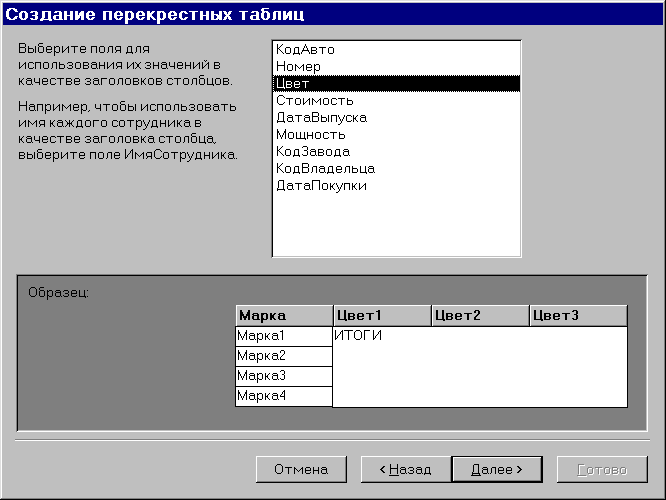 Создание перекрестных таблиц
Выберите поля для
использования их значений в
качестве заголовков столбцов.
Например, чтобы использовать
имя каждого сотрудника в
качестве заголовка столбца,
выберите поле ИмяСотрудника.
КодАвто
Номер
Цвет
Стоимость
ДатаВыпуска
Мощность
КодЗавода
КодВладельца
ДатаПокупки
Образец:
Марка Цвет1 Цвет2 Цвет3
Марка1 ИТОГИ
Марка2
Марка3
Марка4
Отмена < Назад Далее > Готово